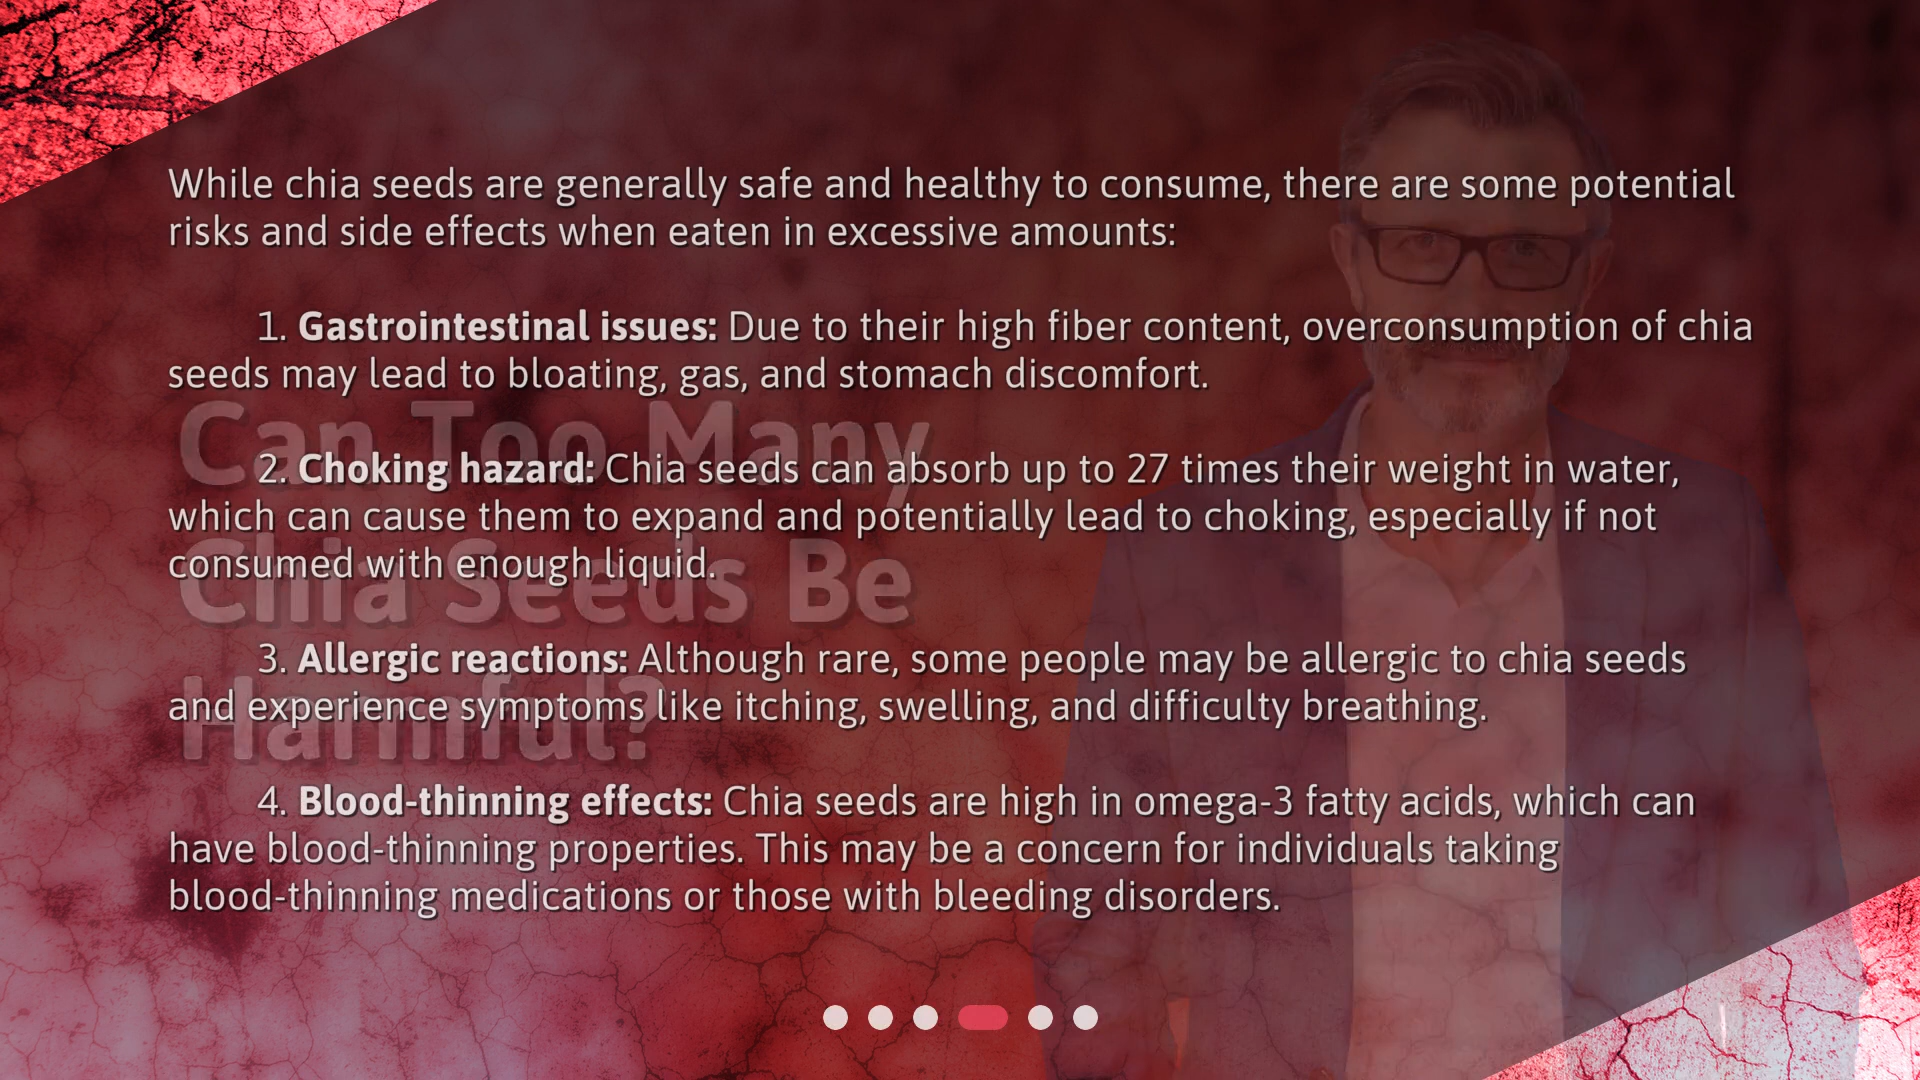 While chia seeds are generally safe and healthy to consume, there are some potential
risks and side effects when eaten in excessive amounts:
1. Gastrointestinal issues: Due to their high fiber content, overconsumption of chia
seeds may lead to bloating, gas, and stomach discomfort.
2. Choking hazard: Chia seeds can absorb up to 27 times their weight in water,
which can cause them to expand and potentially lead to choking, especially if not
consumed with enough liquid.
3. Allergic reactions: Although rare, some people may be allergic to chia seeds
and experience symptoms like itching, swelling, and difficulty breathing.
4. Blood-thinning effects: Chia seeds are high in omega-3 fatty acids, which can
have blood-thinning properties. This may be a concern for individuals taking
blood-thinning medications or those with bleeding disorders.
Can Too Many
Chia Seeds Be
Harmful?